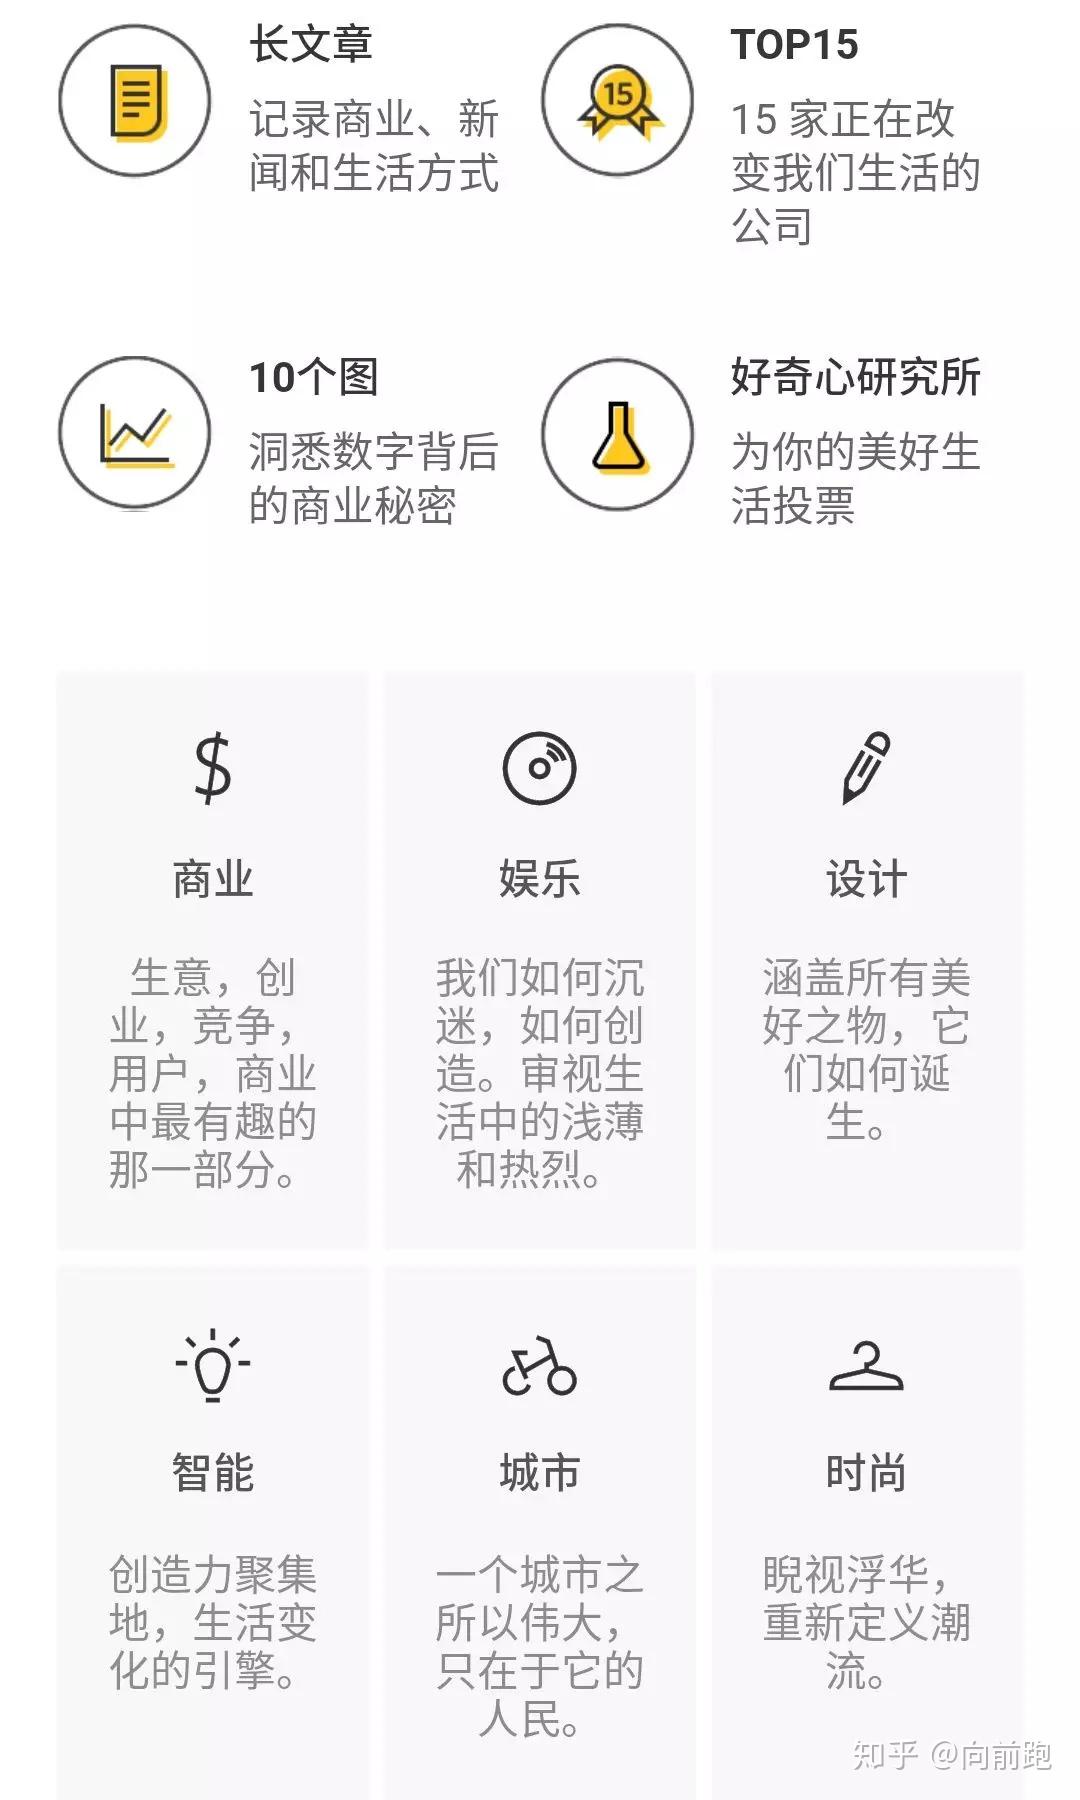 长文章
记录商业、新
闻和生活方式
TOP15
15
15 家正在改
变我们生活的
公司
10个图
洞悉数字背后
的商业秘密
好奇心研究所
为你的美好生
活投票
$
商业
生意，创
业，竞争，
用户，商业
中最有趣的
那一部分。
娱乐
我们如何沉
迷，如何创
造。审视生
活中的浅薄
和热烈。
设计
涵盖所有美
好之物，它
们如何诞
生。
智能
创造力聚集
地，生活变
化的引擎。
城市
一个城市之
所以伟大，
只在于它的
人民。
时尚
睨视浮华，
重新定义潮
流。
知乎 @向前跑